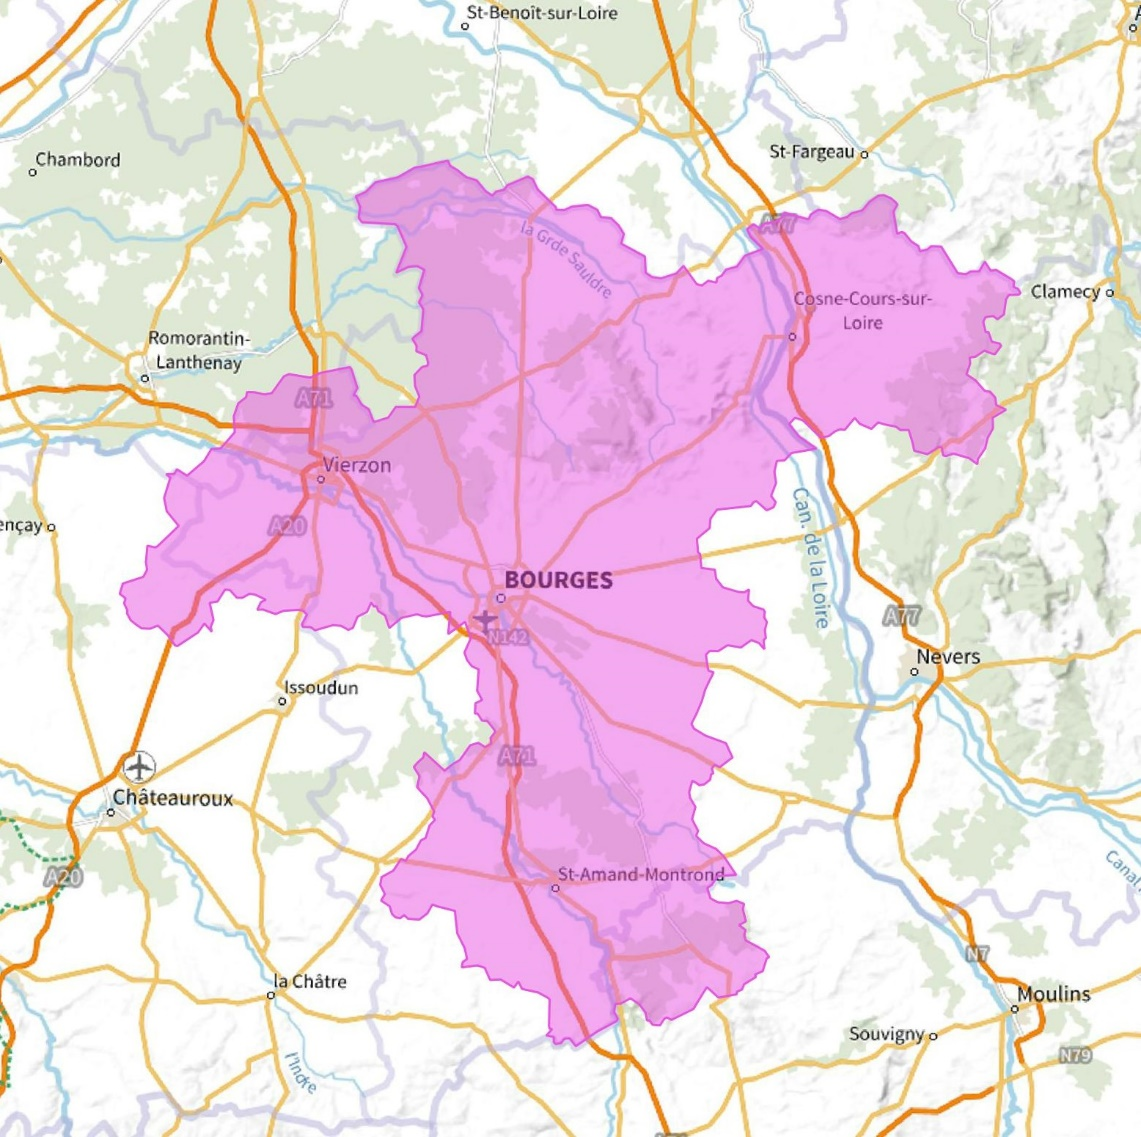 St-Benoît-sur-Loire
St-Fargeau
Chambord
A77
la Grde Sauldre
Clamecy
Cosne-Cours-sur-
Loire
Romorantin-
Lanthenay
A71
Vierzon
A20
Can. de la Loire
BOURGES
N142
A77
Nevers
Issoudun
A71
Châteauroux
St-Amand-Montrond
A20
Canal
N7
la Châtre
Moulins
Souvigny
N79
l'Indre